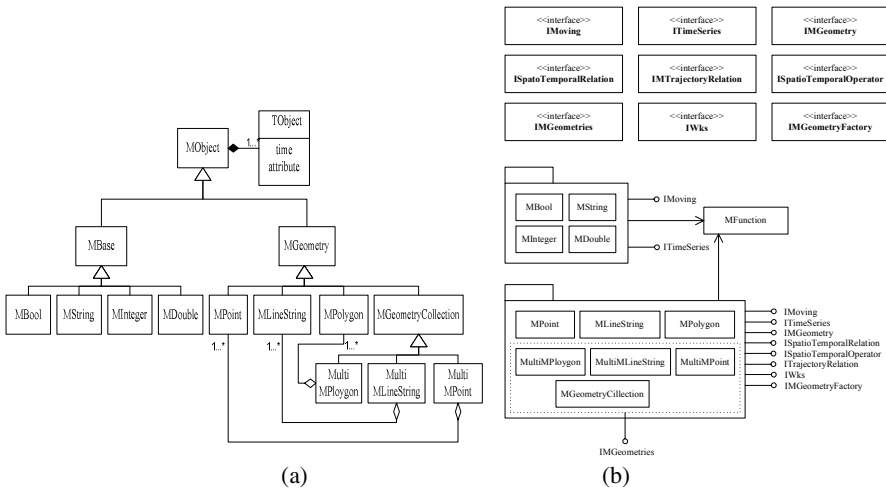 TObject
time
attribute
1...*
MObject
MBase
MGeometry
MBool
MString
MInteger
MDouble
MPoint
MLineString
MPolygon
MGeometryCollection
1...*
1...*
1...*
Multi
MPloygon
Multi
MLineString
Multi
MPoint
(a)
<<interface>>
IMoving
<<interface>>
ITimeSeries
<<interface>>
IMGeometry
<<interface>>
ISpatoTemporalRelation
<<interface>>
IMTrajectoryRelation
<<interface>>
ISpatioTemporalOperator
<<interface>>
IMGeometries
<<interface>>
IWks
<<interface>>
IMGeometryFactory
MBool
MString
MInteger
MDouble
IMoving
ITimeSeries
MFunction
MPoint
MLineString
MPolygon
MultiMPloygon
MultiMLineString
MultiMPoint
MGeometryCillection
IMoving
ITimeSeries
IMGeometry
ISpatioTemporalRelation
ISpatioTemporalOperator
ITrajectoryRelation
IWks
IMGeometryFactory
IMGeometries
(b)